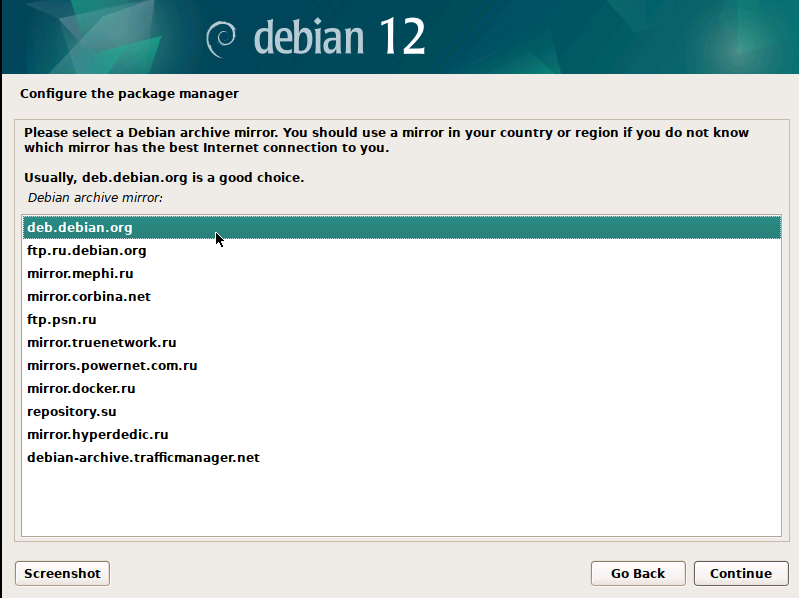 debian 12
Configure the package manager
Please select a Debian archive mirror. You should use a mirror in your country or region if you do not know
which mirror has the best Internet connection to you.
Usually, deb.debian.org is a good choice.
Debian archive mirror:
deb.debian.org
ftp.ru.debian.org
mirror.mephi.ru
mirror.corbina.net
ftp.psn.ru
mirror.truenetwork.ru
mirrors.powernet.com.ru
mirror.docker.ru
repository.su
mirror.hyperdedic.ru
debian-archive.trafficmanager.net
Screenshot
Go Back
Continue